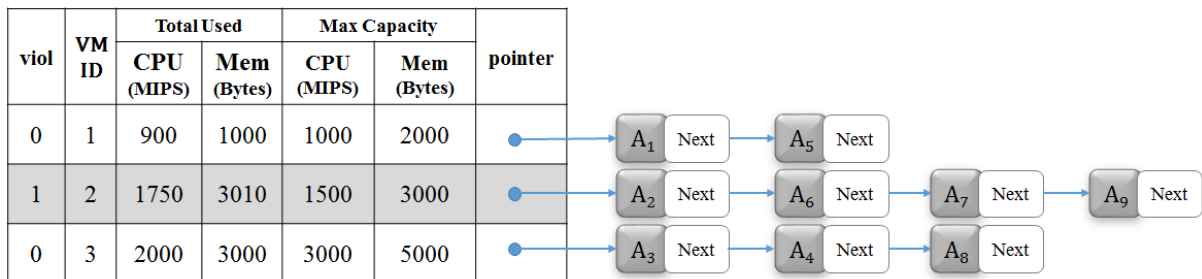 viol VM ID Total Used Max Capacity pointer
CPU (MIPS) Mem (Bytes) CPU (MIPS) Mem (Bytes)
0 1 900 1000 1000 2000 A1 Next A5 Next
1 2 1750 3010 1500 3000 A2 Next A6 Next A7 Next A9 Next
0 3 2000 3000 3000 5000 A3 Next A4 Next A8 Next